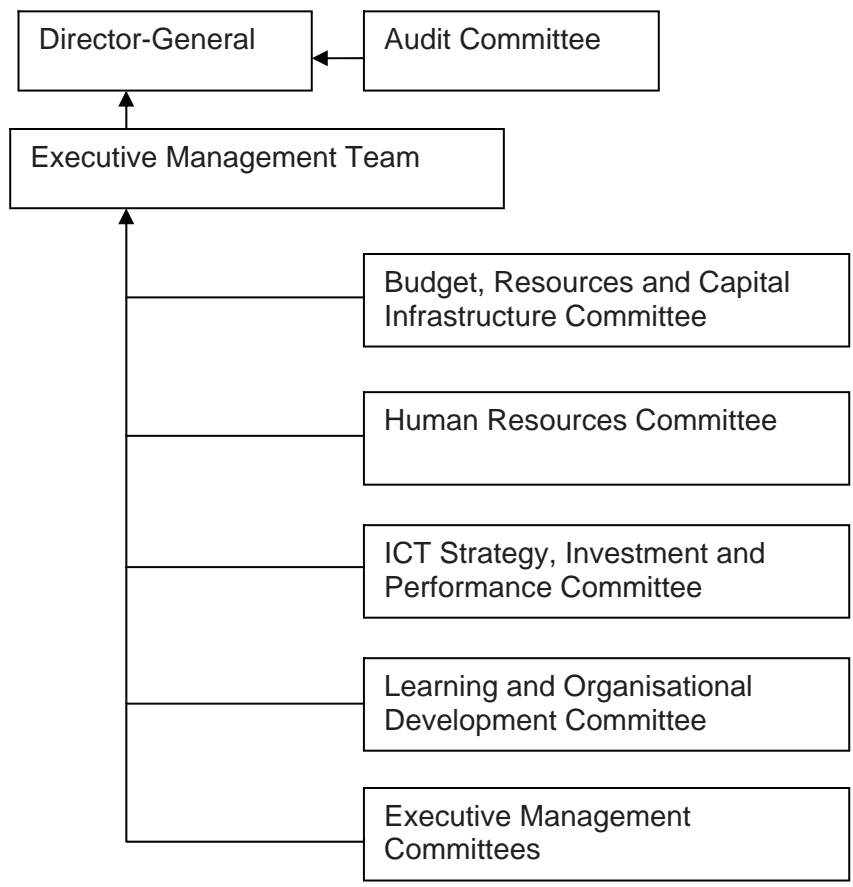 Director-General
Audit Committee
Executive Management Team
Budget, Resources and Capital
Infrastructure Committee
Human Resources Committee
ICT Strategy, Investment and
Performance Committee
Learning and Organisational
Development Committee
Executive Management
Committees